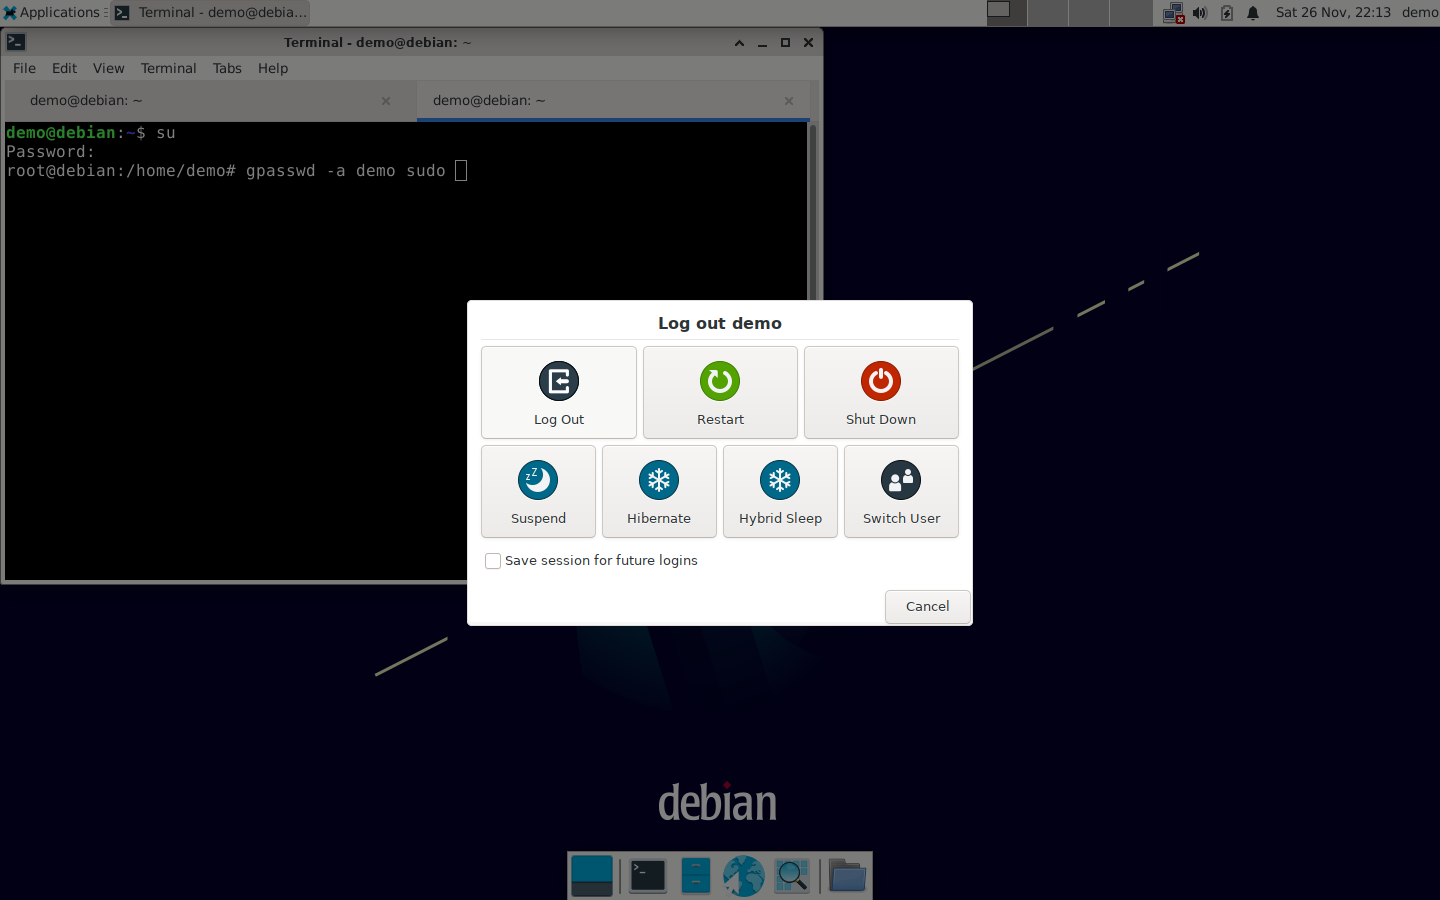 Applications
Terminal - demo@debia...
Sat 26 Nov, 22:13
demo
Terminal - demo@debian: ~
File Edit View Terminal Tabs Help
demo@debian: ~
demo@debian: ~
demo@debian:~$ su
Password:
root@debian:/home/demo# gpasswd -a demo sudo
Log out demo
Log Out
Restart
Shut Down
Suspend
Hibernate
Hybrid Sleep
Switch User
Save session for future logins
Cancel
debian